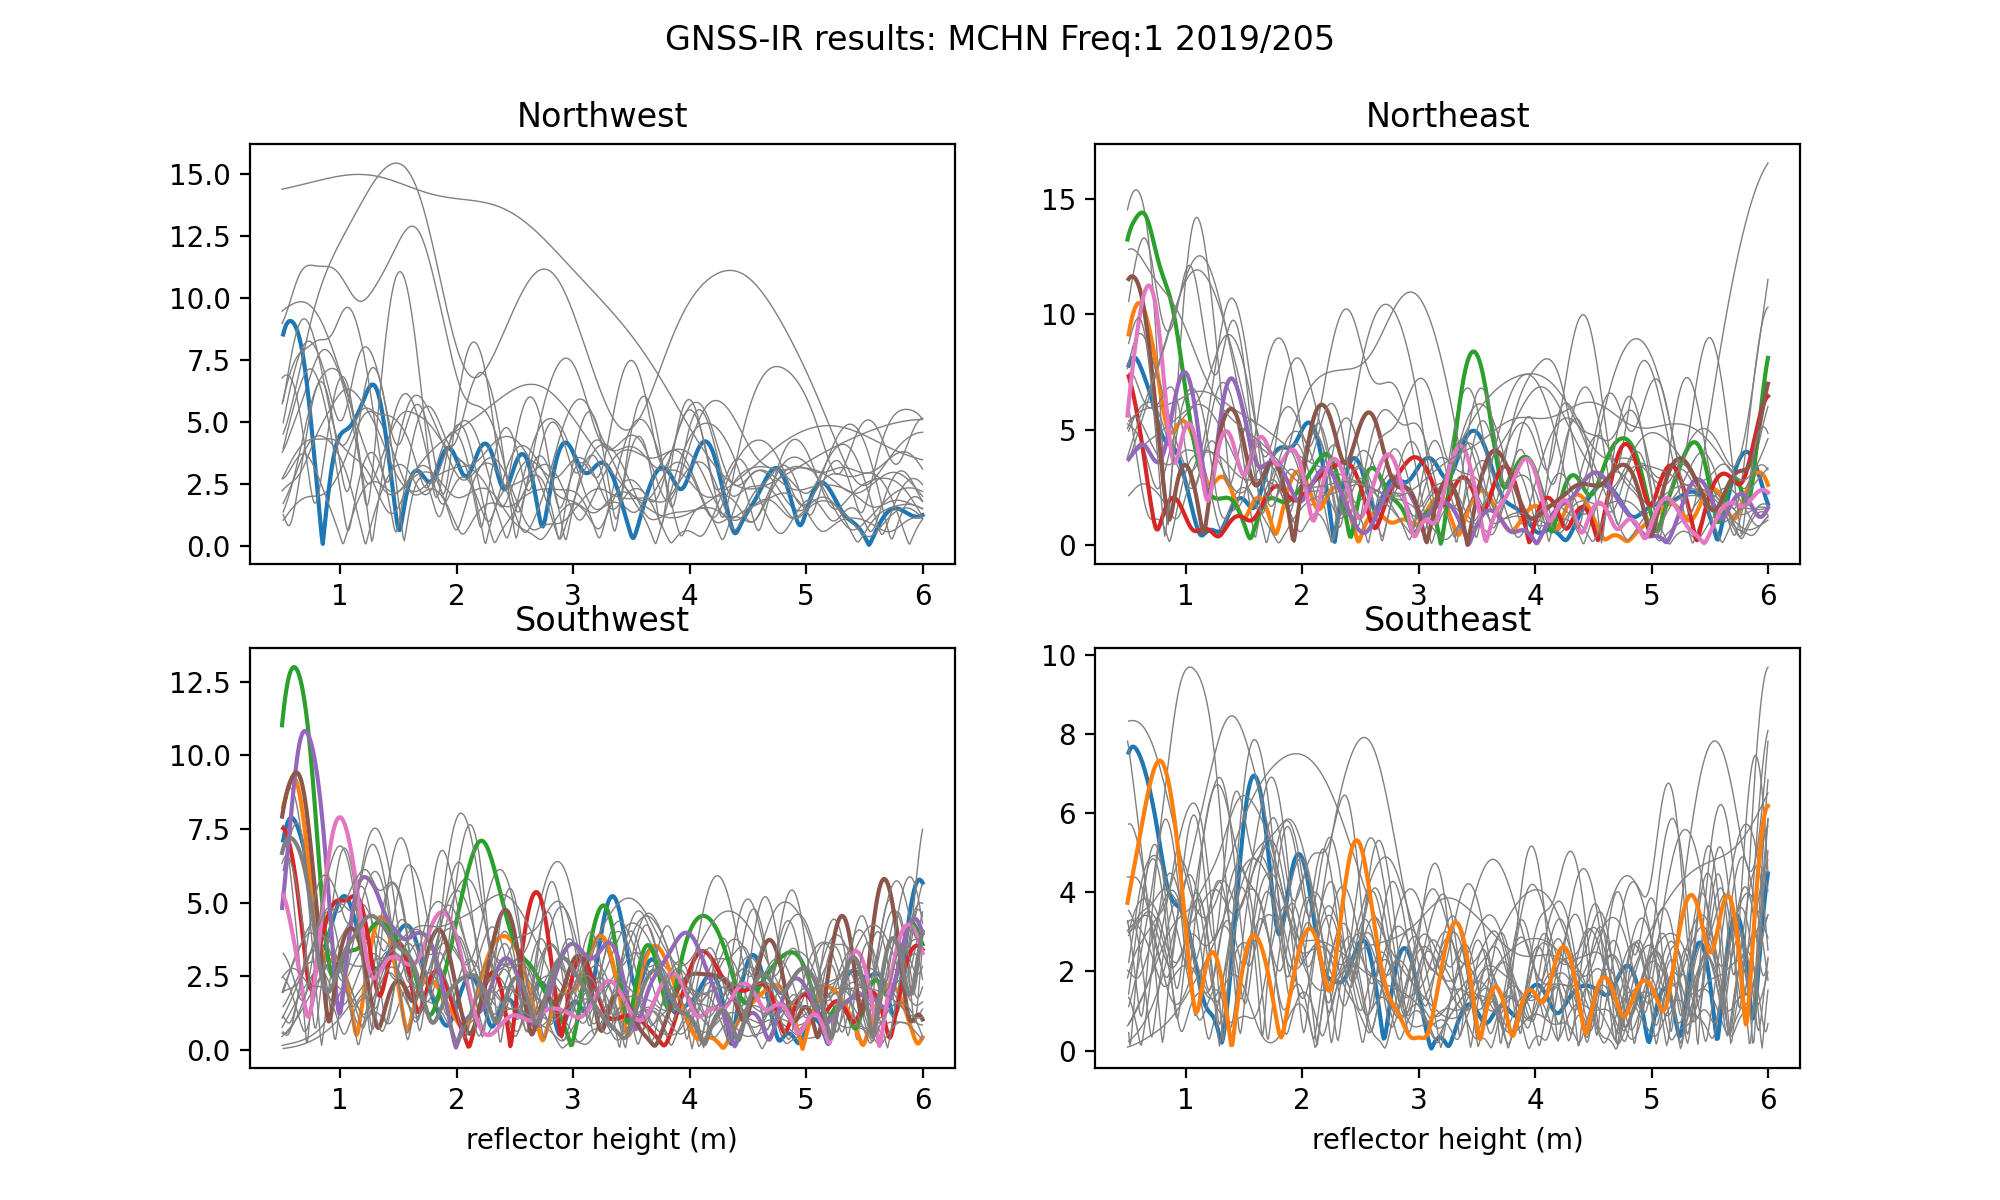 GNSS-IR results: MCHN Freq:1 2019/205
Northwest
15.0
12.5
10.0
7.5
5.0
2.5
0.0
1 2 3 4 5 6
Northeast
15
10
5
0
1 2 3 4 5 6
Southwest
12.5
10.0
7.5
5.0
2.5
0.0
1 2 3 4 5 6
reflector height (m)
Southeast
10
8
6
4
2
0
1 2 3 4 5 6
reflector height (m)